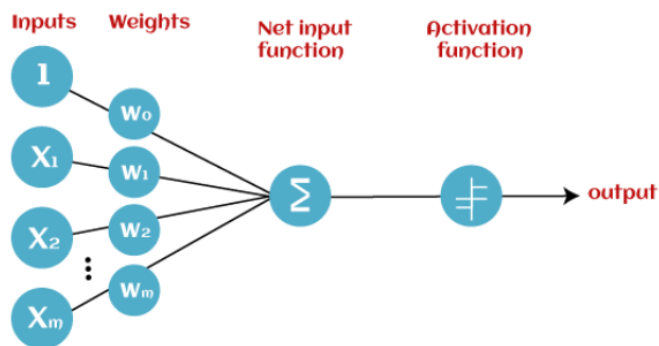 Inputs Weights Net input function Activation function
1
W₀
X₁
W₁
Σ
output
X₂
W₂
Xₘ
Wₘ